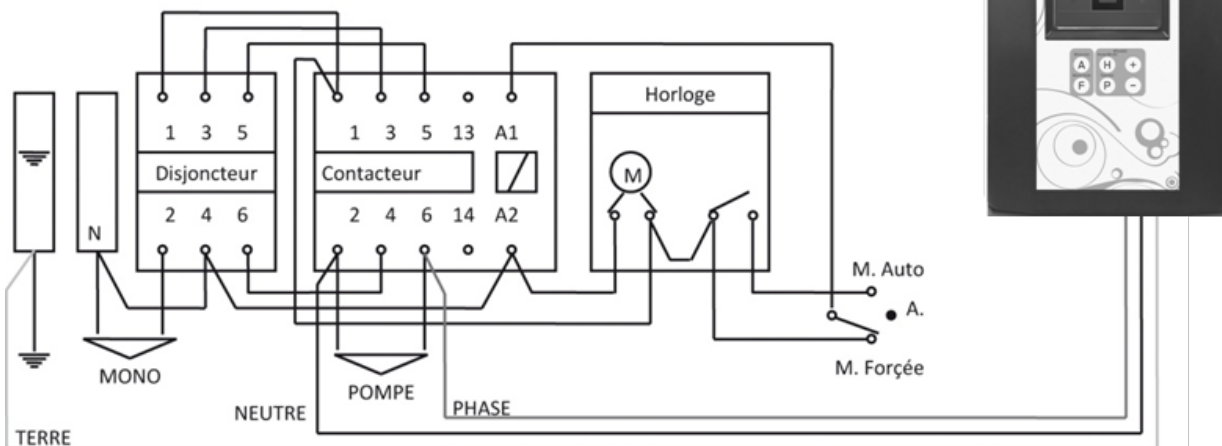 1 3 5
Disjoncteur
2 4 6
1 3 5 13 A1
Contacteur
2 4 6 14 A2
Horloge
M
N
MONO
POMPE
NEUTRE
PHASE
TERRE
M. Auto
A.
M. Forçée
A H +
F P −